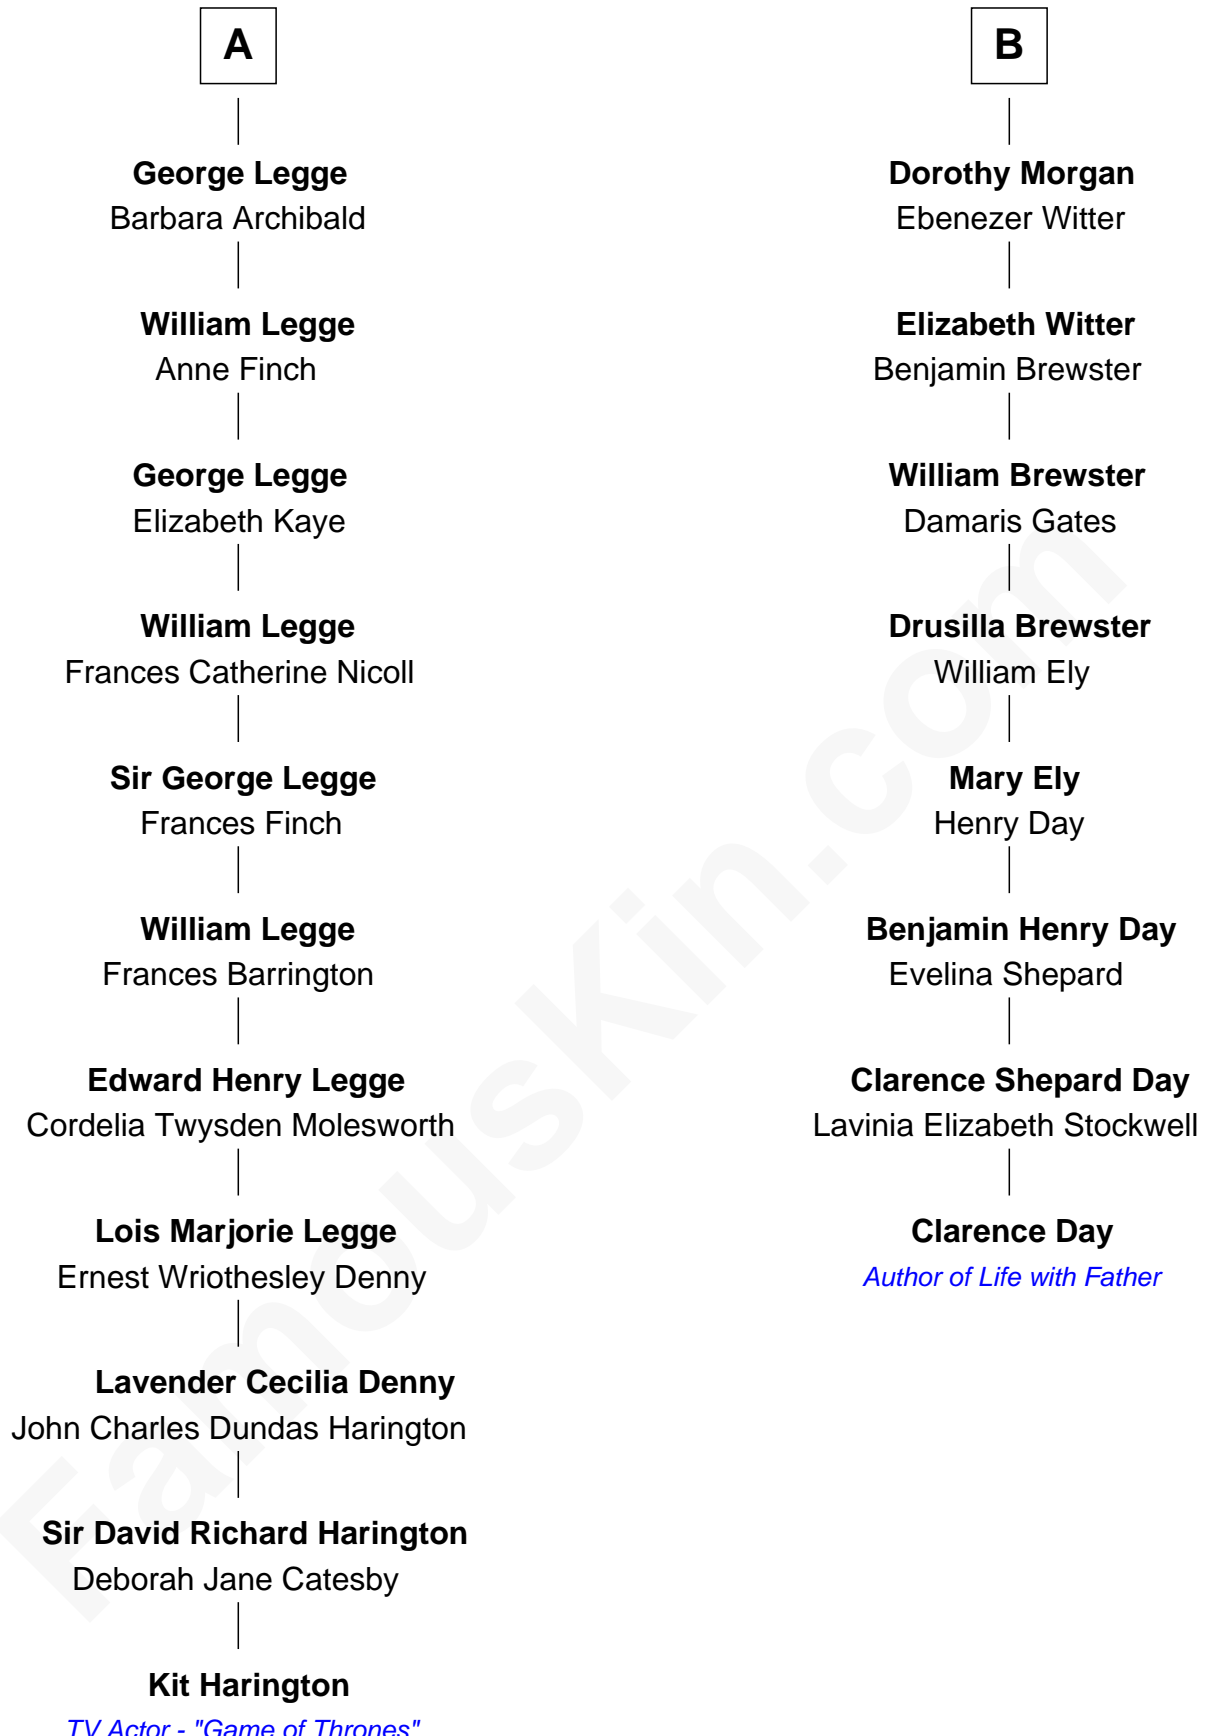 A
George Legge
Barbara Archibald
William Legge
Anne Finch
George Legge
Elizabeth Kaye
William Legge
Frances Catherine Nicoll
Sir George Legge
Frances Finch
William Legge
Frances Barrington
Edward Henry Legge
Cordelia Twysden Molesworth
Lois Marjorie Legge
Ernest Wriothesley Denny
Lavender Cecilia Denny
John Charles Dundas Harington
Sir David Richard Harington
Deborah Jane Catesby
Kit Harington
TV Actor - "Game of Thrones"
B
Dorothy Morgan
Ebenezer Witter
Elizabeth Witter
Benjamin Brewster
William Brewster
Damaris Gates
Drusilla Brewster
William Ely
Mary Ely
Henry Day
Benjamin Henry Day
Evelina Shepard
Clarence Shepard Day
Lavinia Elizabeth Stockwell
Clarence Day
Author of Life with Father
FamousKin.com